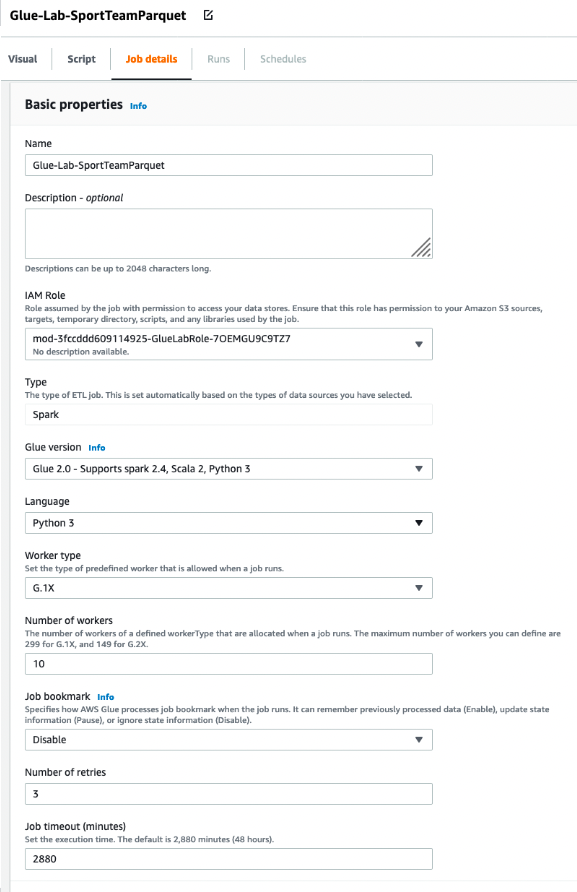 Glue-Lab-SportTeamParquet
Visual Script Job details Runs Schedules
Basic properties Info
Name
Glue-Lab-SportTeamParquet
Description - optional
Descriptions can be up to 2048 characters long.
IAM Role
Role assumed by the job with permission to access your data stores. Ensure that this role has permission to your Amazon S3 sources,
targets, temporary directory, scripts, and any libraries used by the job.
mod-3fccddd609114925-GlueLabRole-7OEMGU9C9TZ7
No description available.
Type
The type of ETL job. This is set automatically based on the types of data sources you have selected.
Spark
Glue version Info
Glue 2.0 - Supports spark 2.4, Scala 2, Python 3
Language
Python 3
Worker type
Set the type of predefined worker that is allowed when a job runs.
G.1X
Number of workers
The number of workers of a defined workerType that are allocated when a job runs. The maximum number of workers you can define are
299 for G.1X, and 149 for G.2X.
10
Job bookmark Info
Specifies how AWS Glue processes job bookmark when the job runs. It can remember previously processed data (Enable), update state
information (Pause), or ignore state information (Disable).
Disable
Number of retries
3
Job timeout (minutes)
Set the execution time. The default is 2,880 minutes (48 hours).
2880